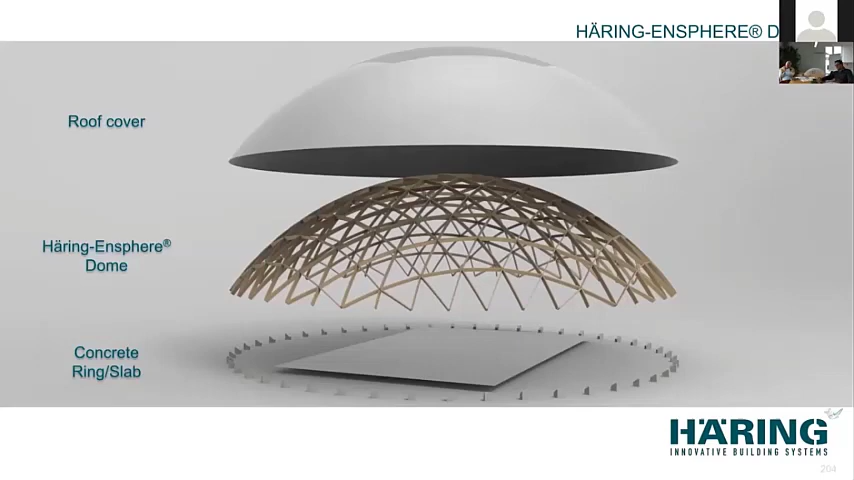 HÄRING-ENSPHERE® D
Roof cover
Häring-Ensphere®
Dome
Concrete
Ring/Slab
HÄRING
INNOVATIVE BUILDING SYSTEMS
204